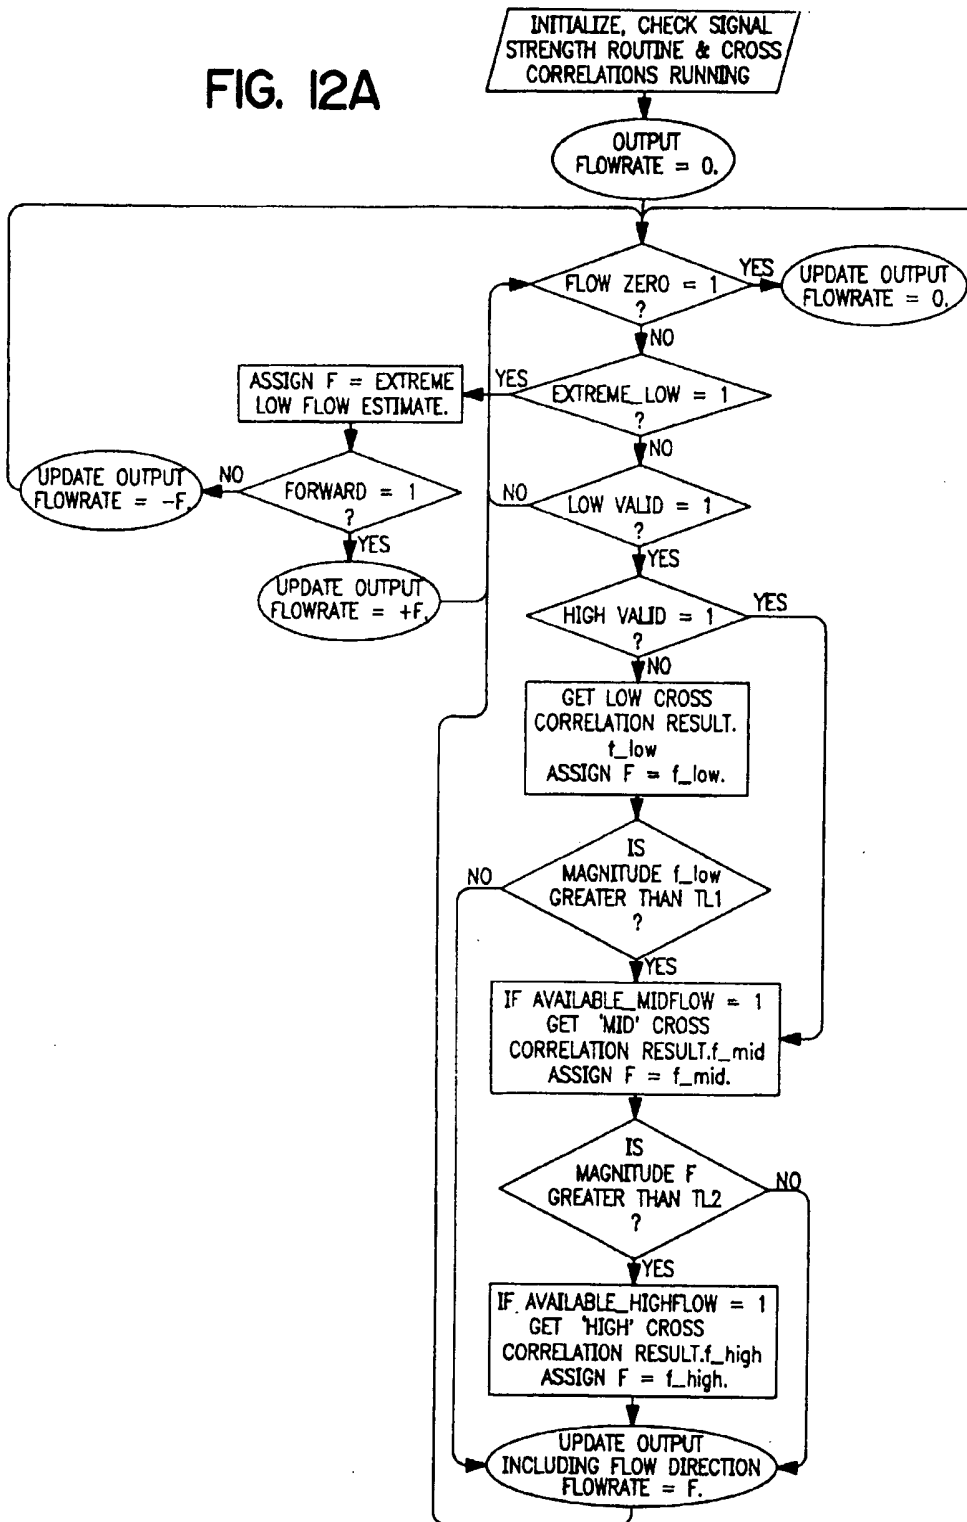 FIG. 12A
INITIALIZE, CHECK SIGNAL
STRENGTH ROUTINE & CROSS
CORRELATIONS RUNNING
OUTPUT
FLOWRATE = 0.
FLOW ZERO = 1
?
YES
UPDATE OUTPUT
FLOWRATE = 0.
NO
EXTREME_LOW = 1
?
YES
ASSIGN F = EXTREME
LOW FLOW ESTIMATE.
FORWARD = 1
?
NO
UPDATE OUTPUT
FLOWRATE = -F.
YES
UPDATE OUTPUT
FLOWRATE = +F.
NO
LOW VALID = 1
?
NO
YES
HIGH VALID = 1
?
YES
NO
GET LOW CROSS
CORRELATION RESULT.
f_low
ASSIGN F = f_low.
IS
MAGNITUDE f_low
GREATER THAN TL1
?
NO
YES
IF AVAILABLE_MIDFLOW = 1
GET 'MID' CROSS
CORRELATION RESULT.f_mid
ASSIGN F = f_mid.
IS
MAGNITUDE F
GREATER THAN TL2
?
NO
YES
IF AVAILABLE_HIGHFLOW = 1
GET 'HIGH' CROSS
CORRELATION RESULT.f_high
ASSIGN F = f_high.
UPDATE OUTPUT
INCLUDING FLOW DIRECTION
FLOWRATE = F.